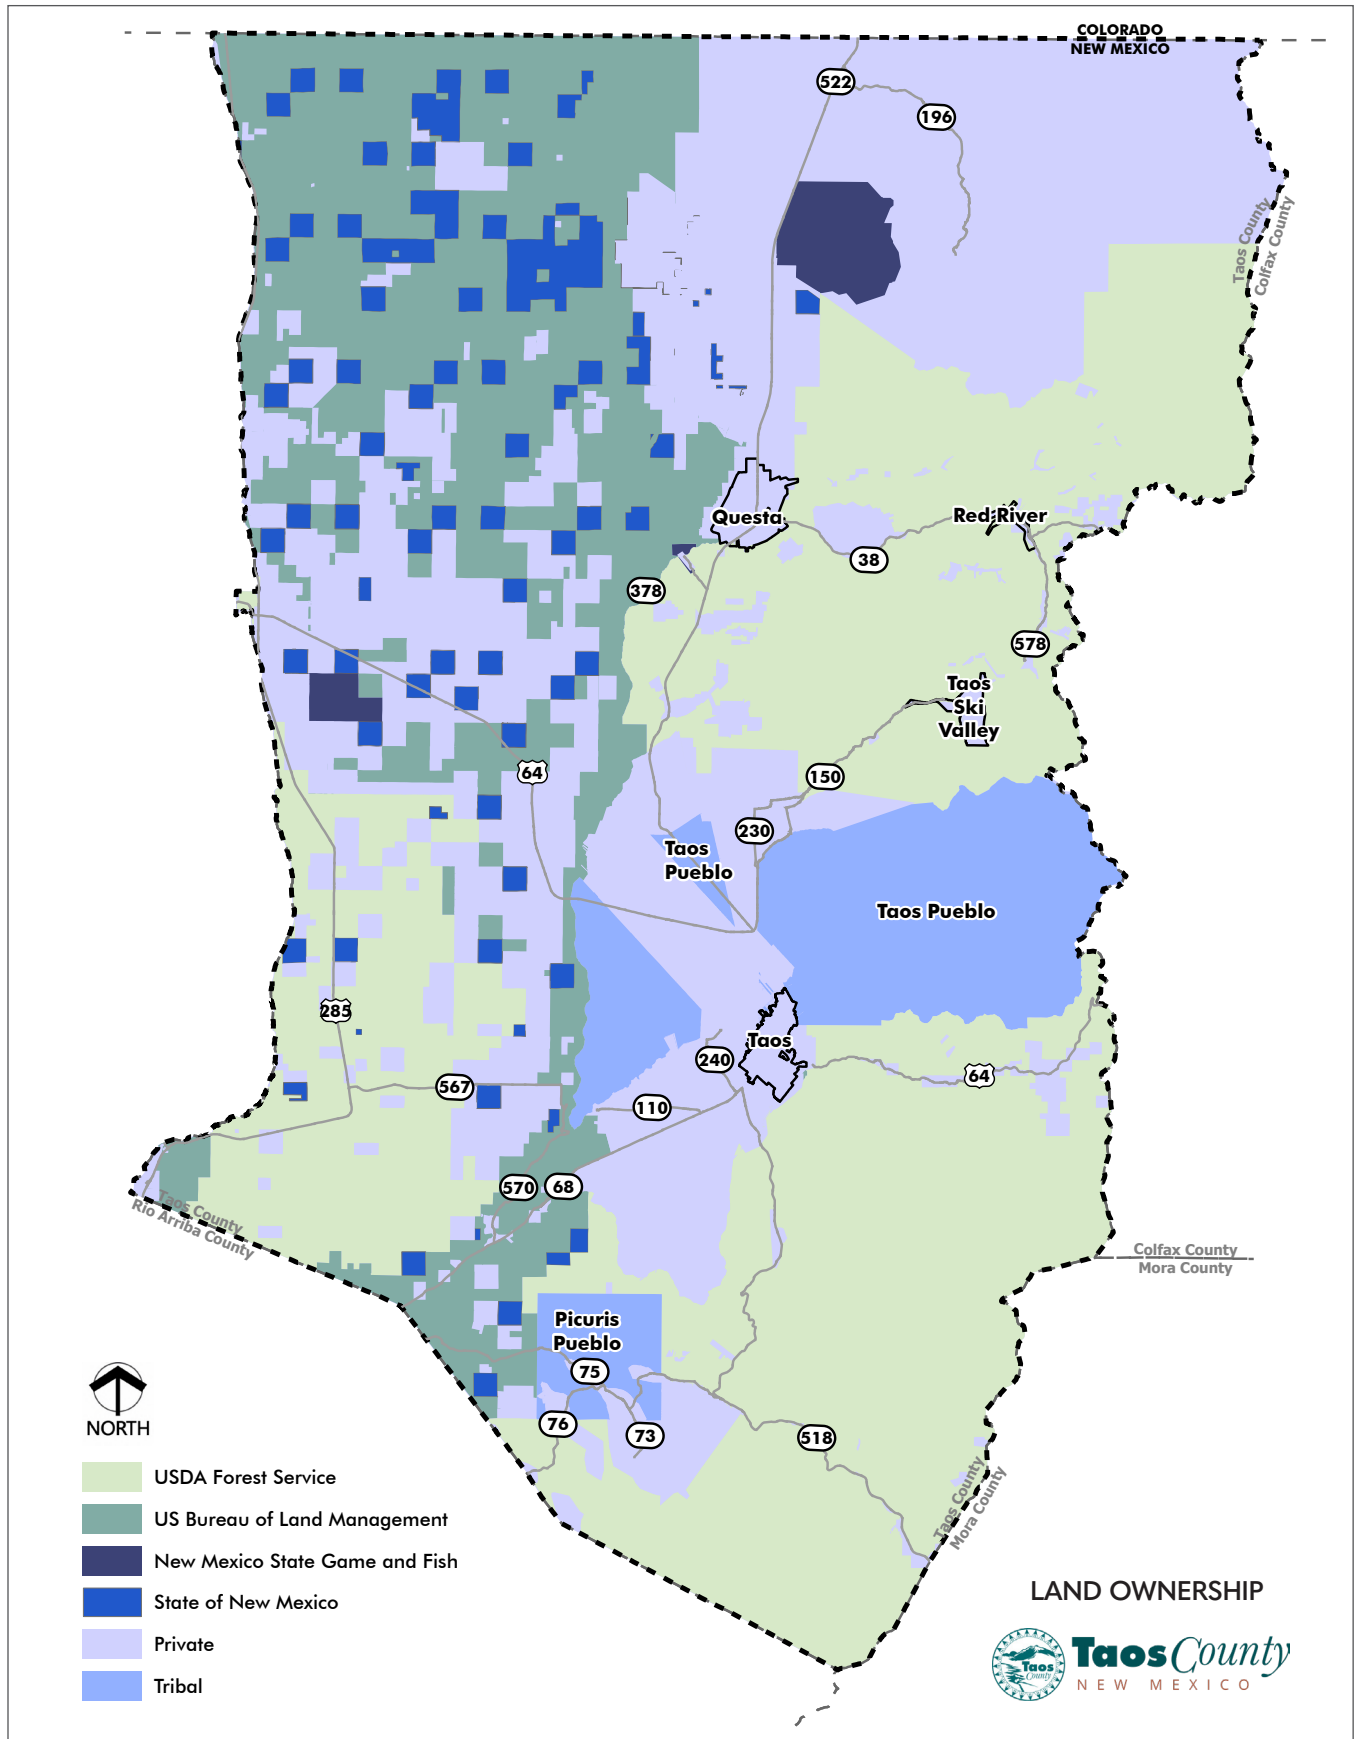 COLORADO
NEW MEXICO
522
196
Taos County
Colfax County
Questa
Red River
38
378
578
Taos
Ski
Valley
64
150
230
Taos
Pueblo
Taos Pueblo
285
Taos
240
64
567
110
570
68
Taos County
Rio Arriba County
Colfax County
Mora County
Picuris
Pueblo
75
76
73
518
Taos County
Mora County
NORTH
USDA Forest Service
US Bureau of Land Management
New Mexico State Game and Fish
State of New Mexico
Private
Tribal
LAND OWNERSHIP
Taos
County
Taos County
NEW MEXICO